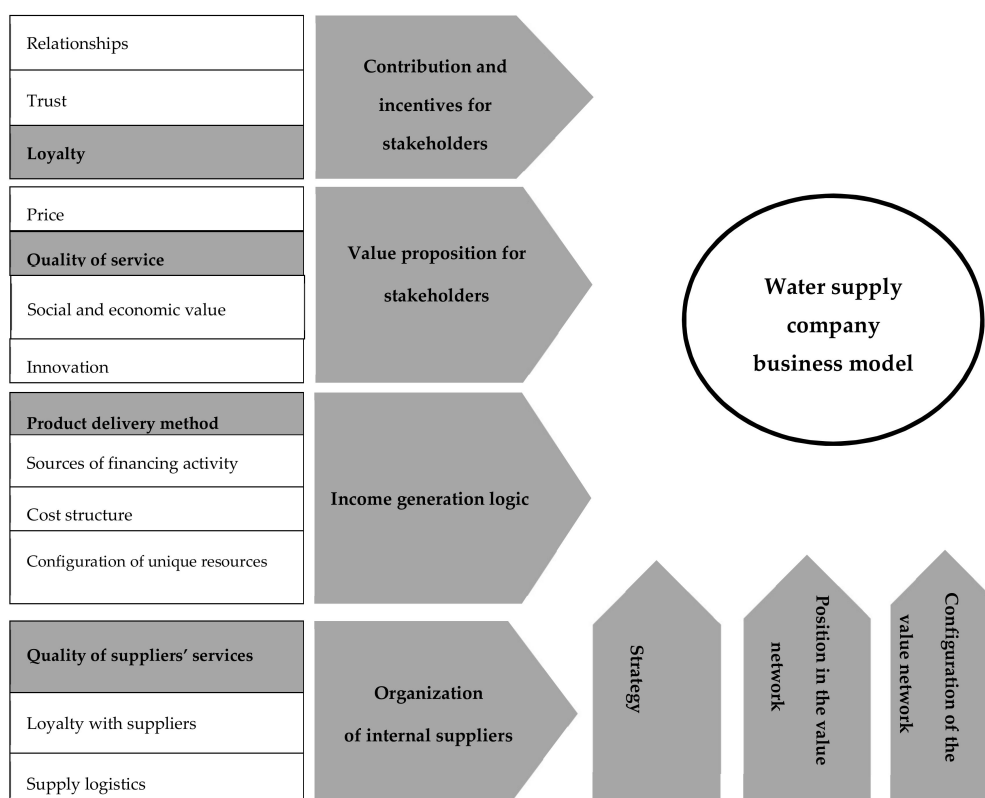 Relationships
Trust
Loyalty
Contribution and
incentives for
stakeholders
Price
Quality of service
Social and economic value
Innovation
Value proposition for
stakeholders
Water supply
company
business model
Product delivery method
Sources of financing activity
Cost structure
Configuration of unique resources
Income generation logic
Quality of suppliers’ services
Loyalty with suppliers
Supply logistics
Organization
of internal suppliers
Strategy
Position in the value
network
Configuration of the
value network